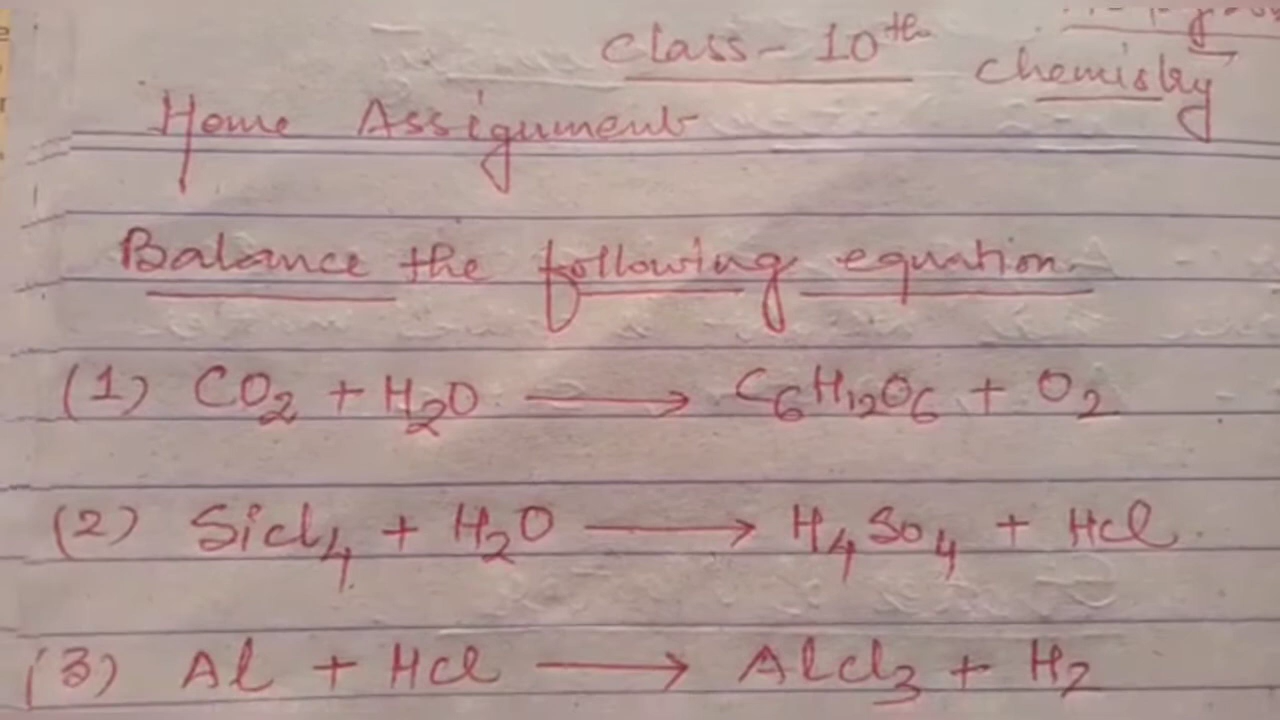 Class - 10th
Chemistry
Home Assignment
Balance the following equation.
(1) CO2 + H2O → C6H12O6 + O2
(2) Sicl4 + H2O → H4So4 + Hcl
(3) Al + Hcl → Alcl3 + H2